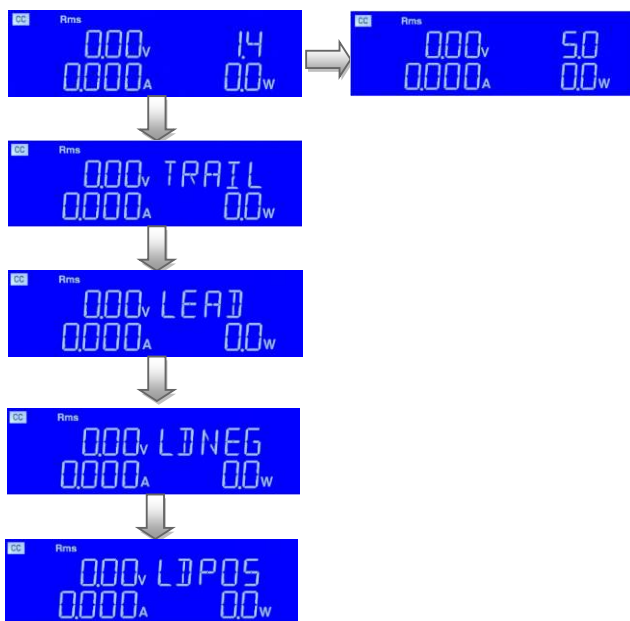 CC Rms
0.00V 1.4
0.000A 0.0W
CC Rms
0.00V 5.0
0.000A 0.0W
CC Rms
0.00V TRAIL
0.000A 0.0W
CC Rms
0.00V LEAD
0.000A 0.0W
CC Rms
0.00V LDNEG
0.000A 0.0W
CC Rms
0.00V LDPOS
0.000A 0.0W